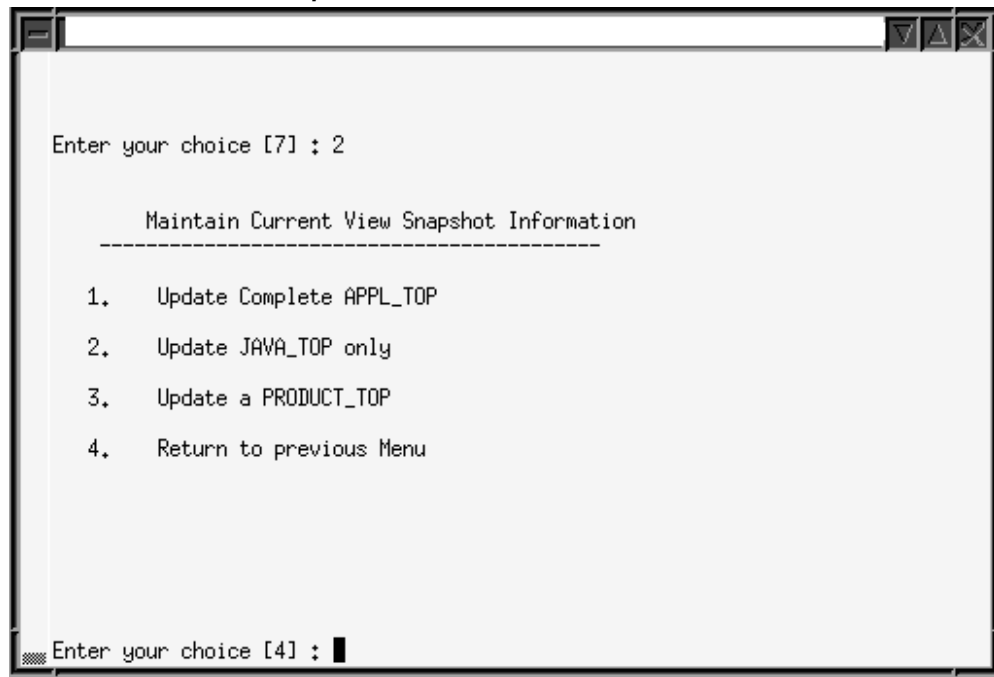 Enter your choice [7] : 2
Maintain Current View Snapshot Information
-------------------------------------------
1. Update Complete APPL_TOP
2. Update JAVA_TOP only
3. Update a PRODUCT_TOP
4. Return to previous Menu
Enter your choice [4] :